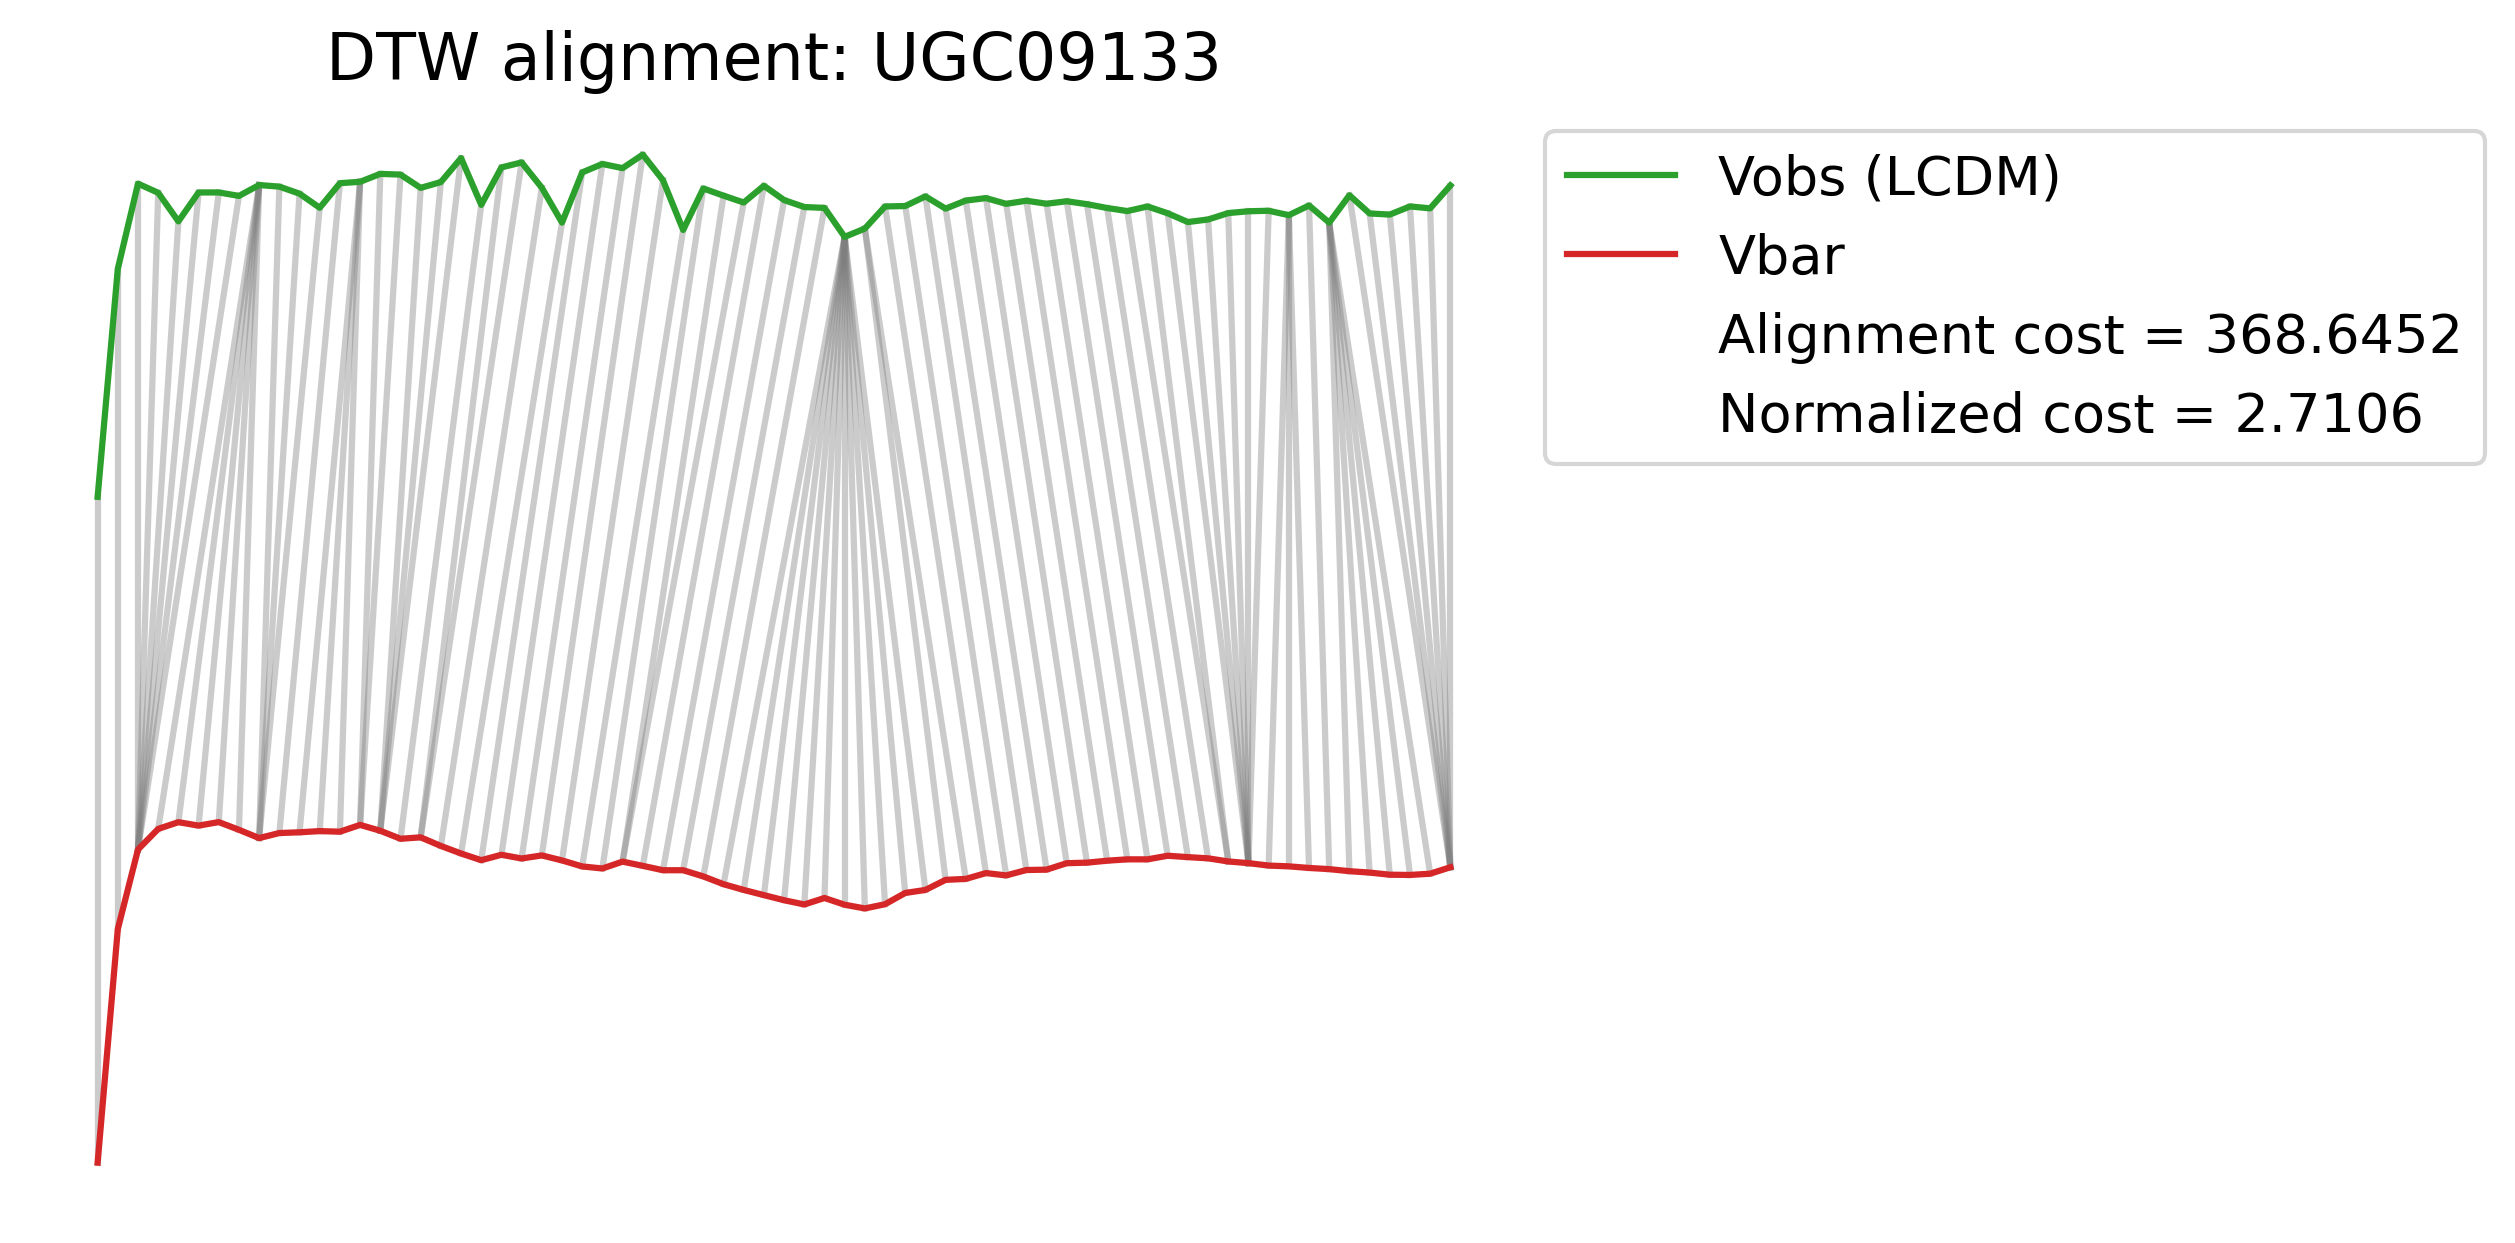 DTW alignment: UGC09133
Vobs (LCDM)
Vbar
Alignment cost = 368.6452
Normalized cost = 2.7106